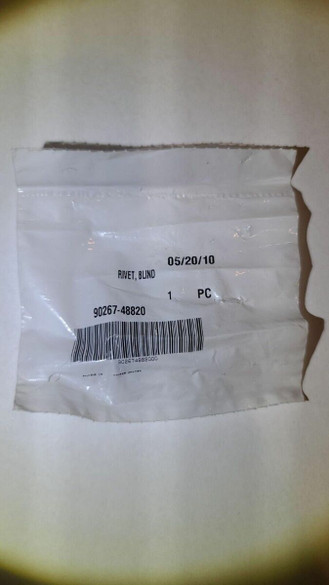 05/20/10
RIVET, BLIND
1 PC
90267-48820